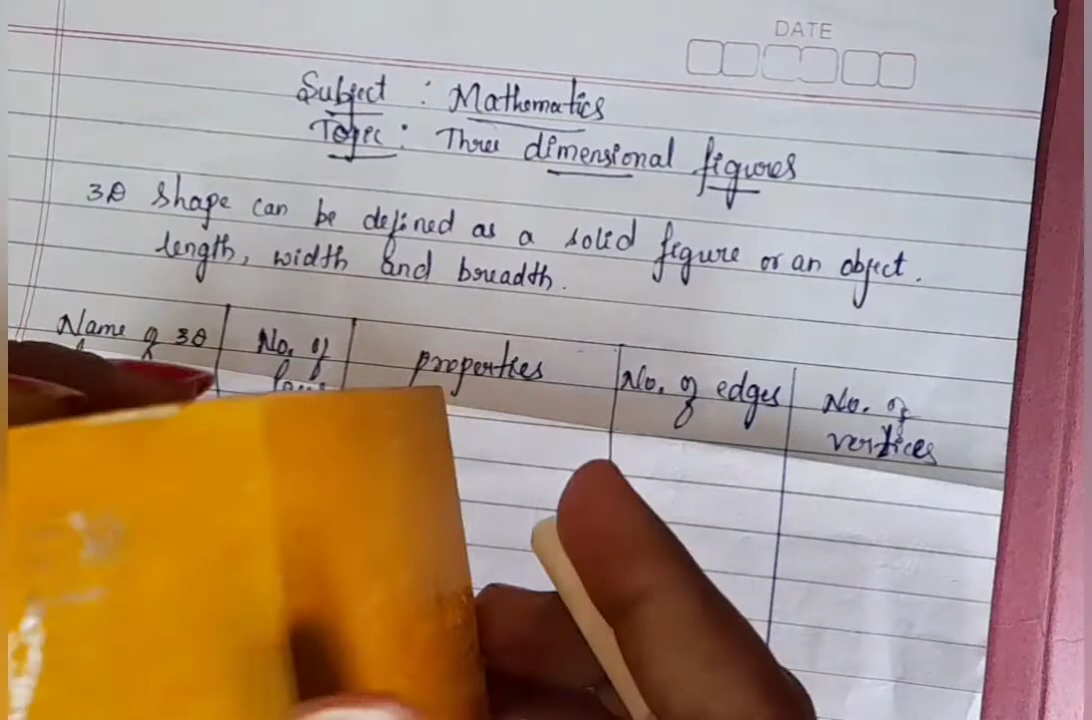 DATE
Subject : Mathematics
Topic : Three dimensional figures
3D shape can be defined as a solid figure or an object.
length, width and breadth.
Name of 3D
No. of
properties
No. of edges
No. of
vertices